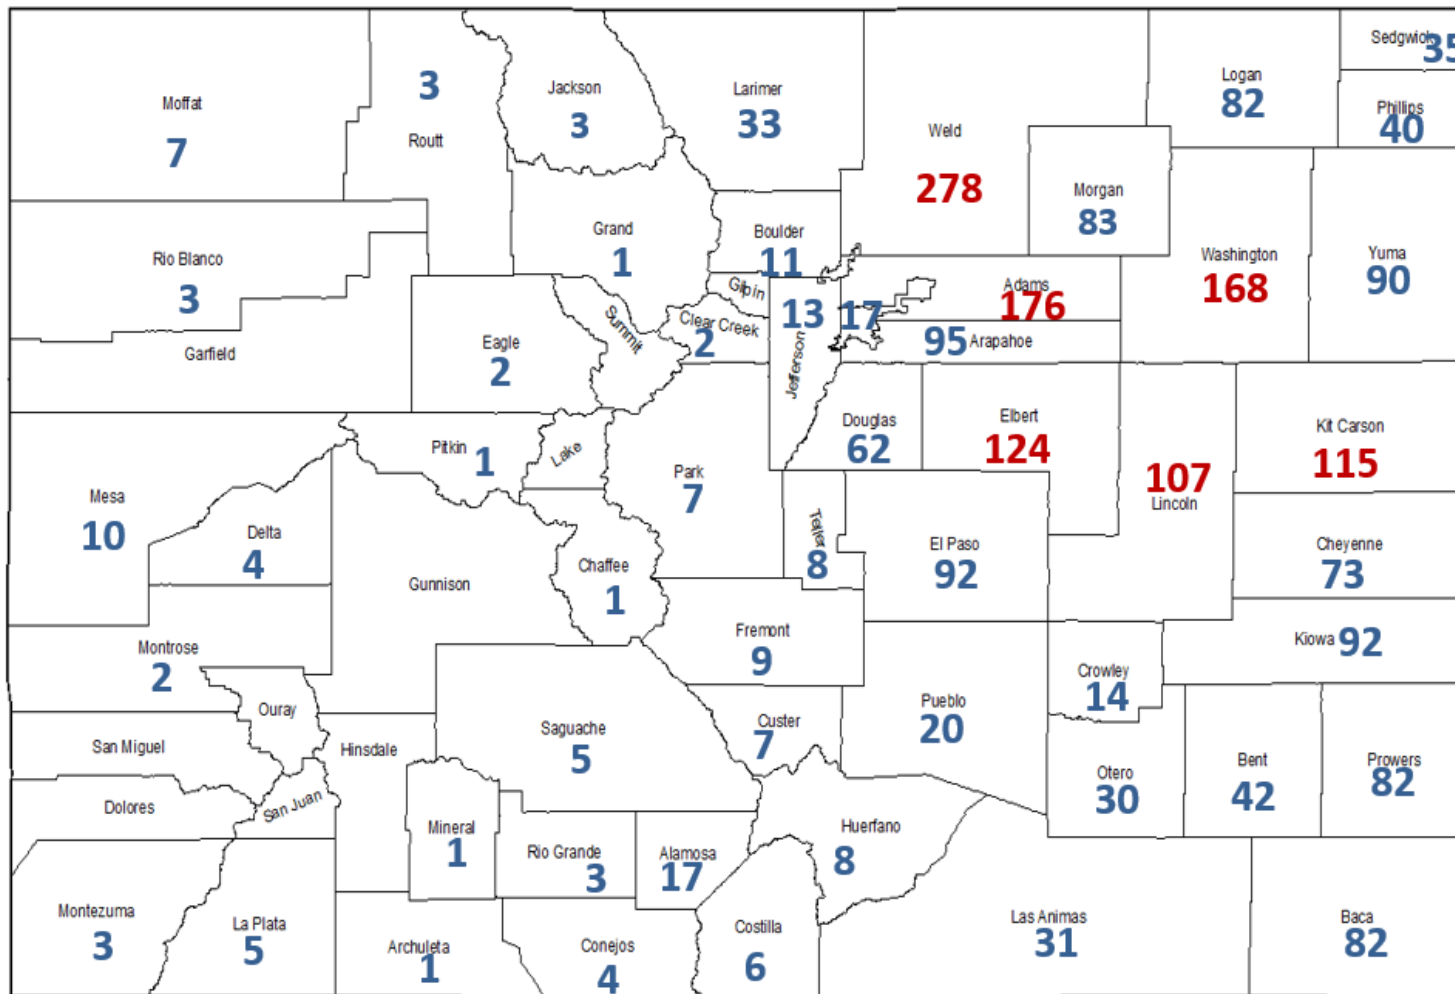 Moffat
7
3
Routt
Jackson
3
Larimer
33
Weld
278
Logan
82
Sedgwick
35
Phillips
40
Morgan
83
Washington
168
Yuma
90
Rio Blanco
3
Grand
1
Boulder
11
Gilpin
Clear Creek
2
Summit
13
Jefferson
17
Adams
176
95
Arapahoe
Garfield
Eagle
2
Pitkin
1
Lake
Park
7
Douglas
62
Elbert
124
107
Lincoln
Kit Carson
115
Mesa
10
Delta
4
Gunnison
Chaffee
1
Teller
8
El Paso
92
Cheyenne
73
Montrose
2
Ouray
Fremont
9
Crowley
14
Kiowa
92
San Miguel
Hinsdale
Saguache
5
Custer
7
Pueblo
20
Otero
30
Bent
42
Prowers
82
Dolores
San Juan
Mineral
1
Rio Grande
3
Alamosa
17
Huerfano
8
Montezuma
3
La Plata
5
Archuleta
1
Conejos
4
Costilla
6
Las Animas
31
Baca
82